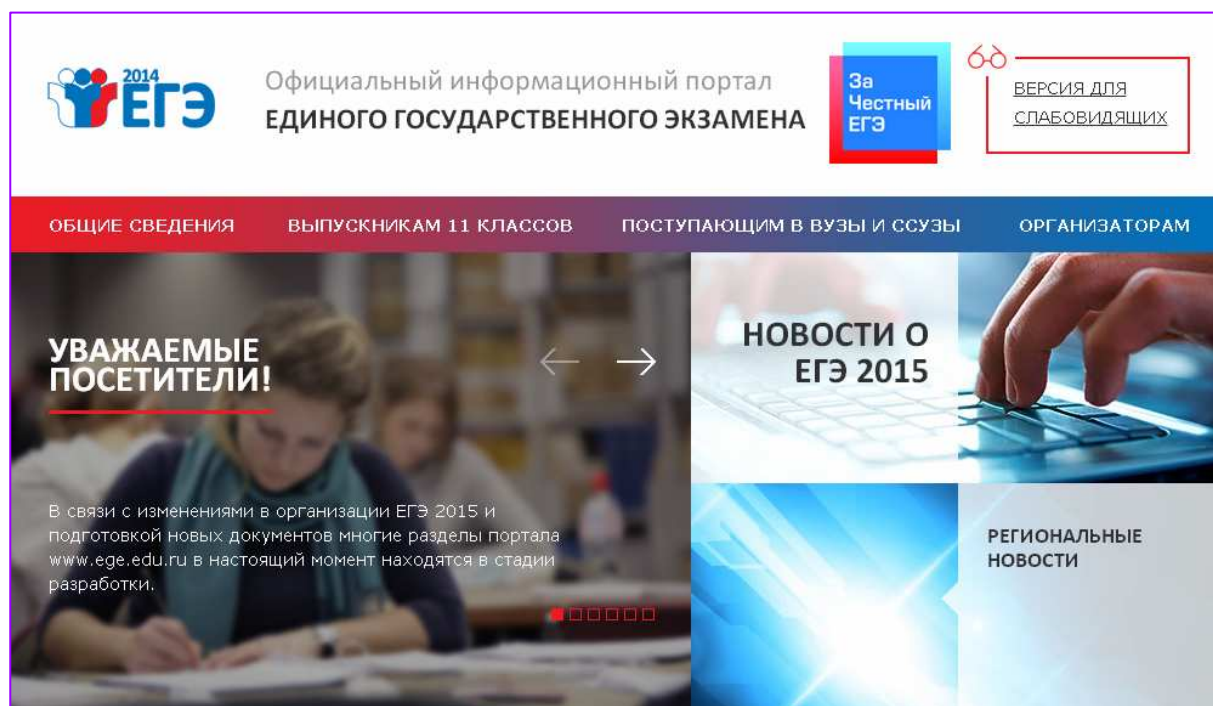 2014
ЕГЭ
Официальный информационный портал
ЕДИНОГО ГОСУДАРСТВЕННОГО ЭКЗАМЕНА
За
Честный
ЕГЭ
ВЕРСИЯ ДЛЯ
СЛАБОВИДЯЩИХ
ОБЩИЕ СВЕДЕНИЯ
ВЫПУСКНИКАМ 11 КЛАССОВ
ПОСТУПАЮЩИМ В ВУЗЫ И ССУЗЫ
ОРГАНИЗАТОРАМ
УВАЖАЕМЫЕ
ПОСЕТИТЕЛИ!
В связи с изменениями в организации ЕГЭ 2015 и
подготовкой новых документов многие разделы портала
www.ege.edu.ru в настоящий момент находятся в стадии
разработки.
НОВОСТИ О
ЕГЭ 2015
РЕГИОНАЛЬНЫЕ
НОВОСТИ